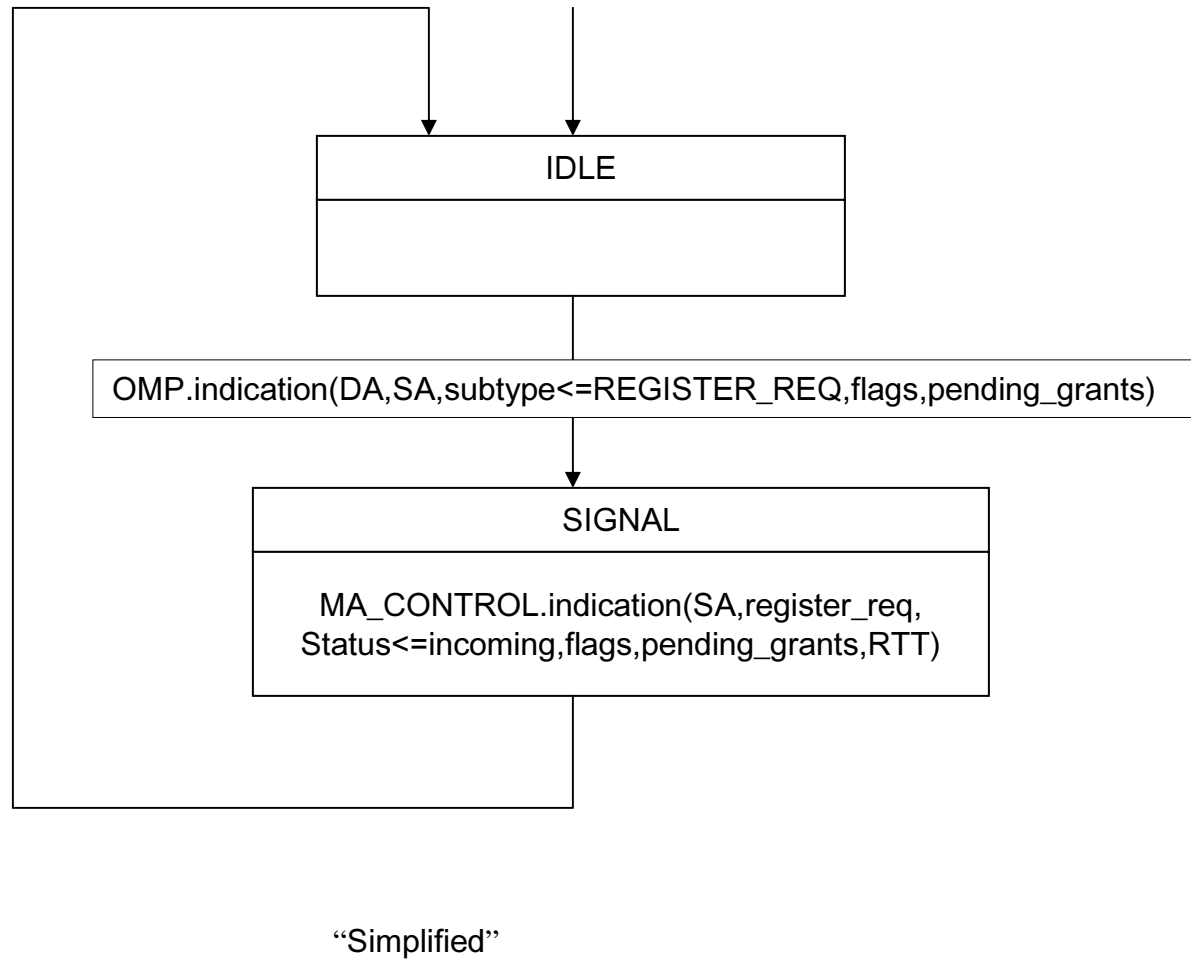 IDLE
OMP.indication(DA,SA,subtype<=REGISTER_REQ,flags,pending_grants)
SIGNAL
MA_CONTROL.indication(SA,register_req,
Status<=incoming,flags,pending_grants,RTT)
“Simplified”